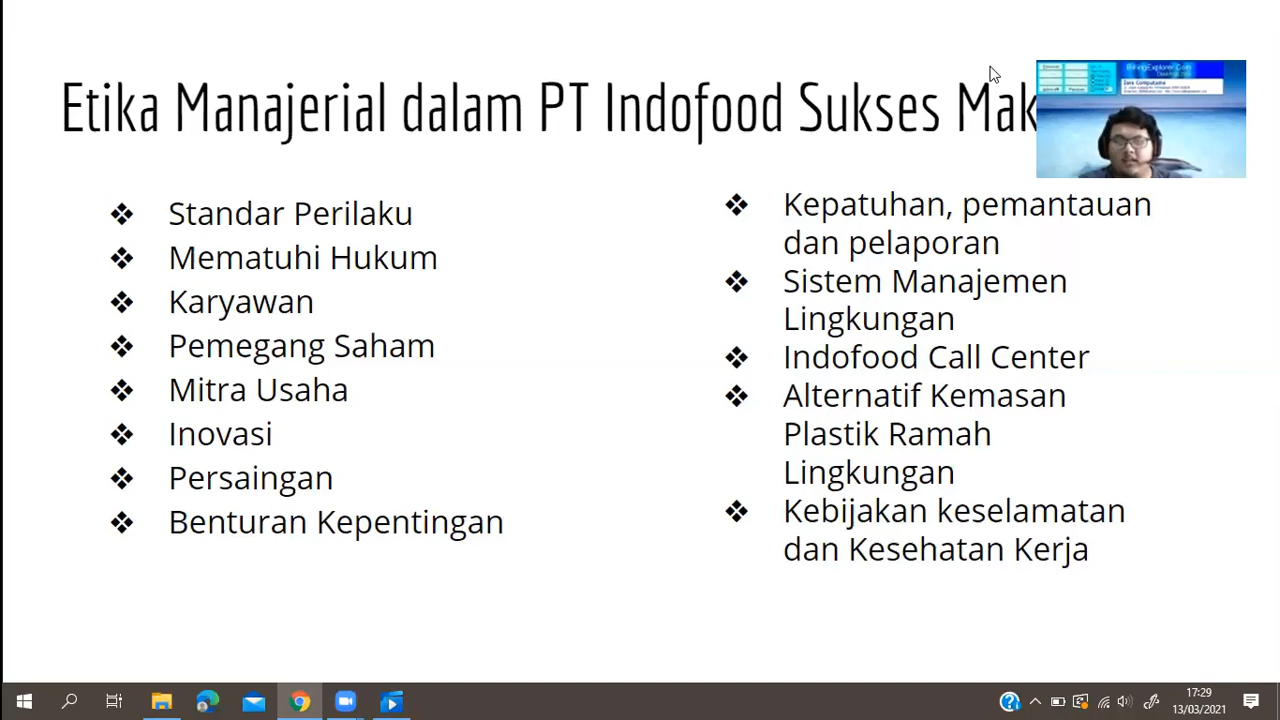 Etika Manajerial dalam PT Indofood Sukses Mak
Standar Perilaku
Mematuhi Hukum
Karyawan
Pemegang Saham
Mitra Usaha
Inovasi
Persaingan
Benturan Kepentingan
Kepatuhan, pemantauan
dan pelaporan
Sistem Manajemen
Lingkungan
Indofood Call Center
Alternatif Kemasan
Plastik Ramah
Lingkungan
Kebijakan keselamatan
dan Kesehatan Kerja
17:29
13/03/2021